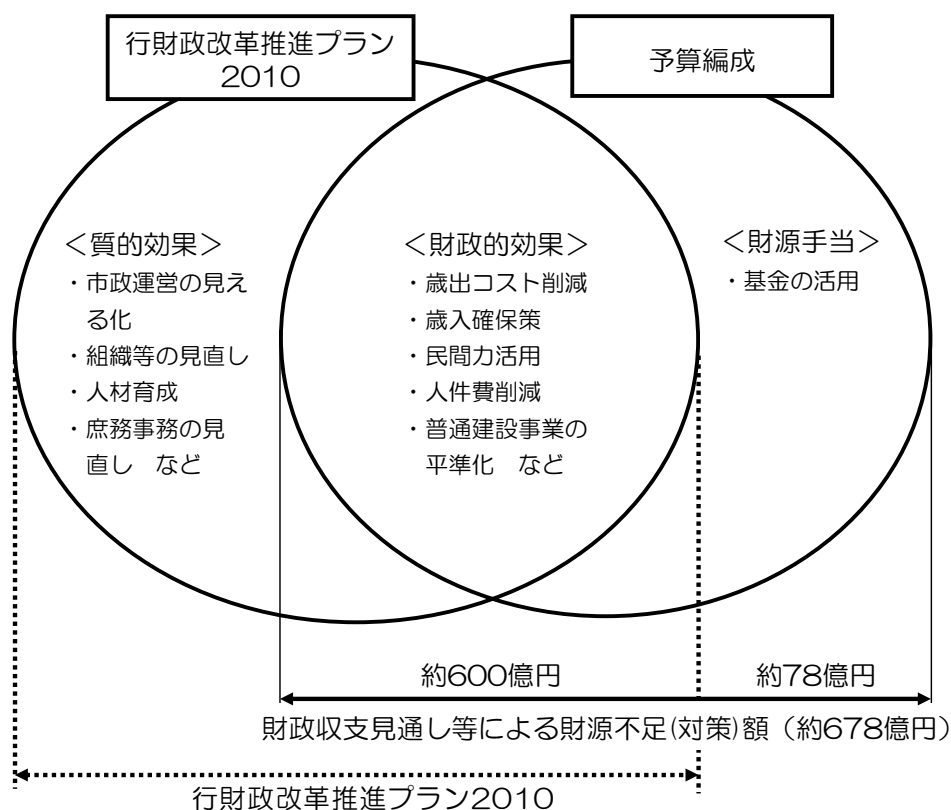 行財政改革推進プラン
2010
予算編成
＜質的効果＞
・市政運営の見え
る化
・組織等の見直し
・人材育成
・庶務事務の見
直し　など
＜財政的効果＞
・歳出コスト削減
・歳入確保策
・民間力活用
・人件費削減
・普通建設事業の
平準化　など
＜財源手当＞
・基金の活用
約600億円
約78億円
財政収支見通し等による財源不足(対策)額（約678億円）
行財政改革推進プラン2010